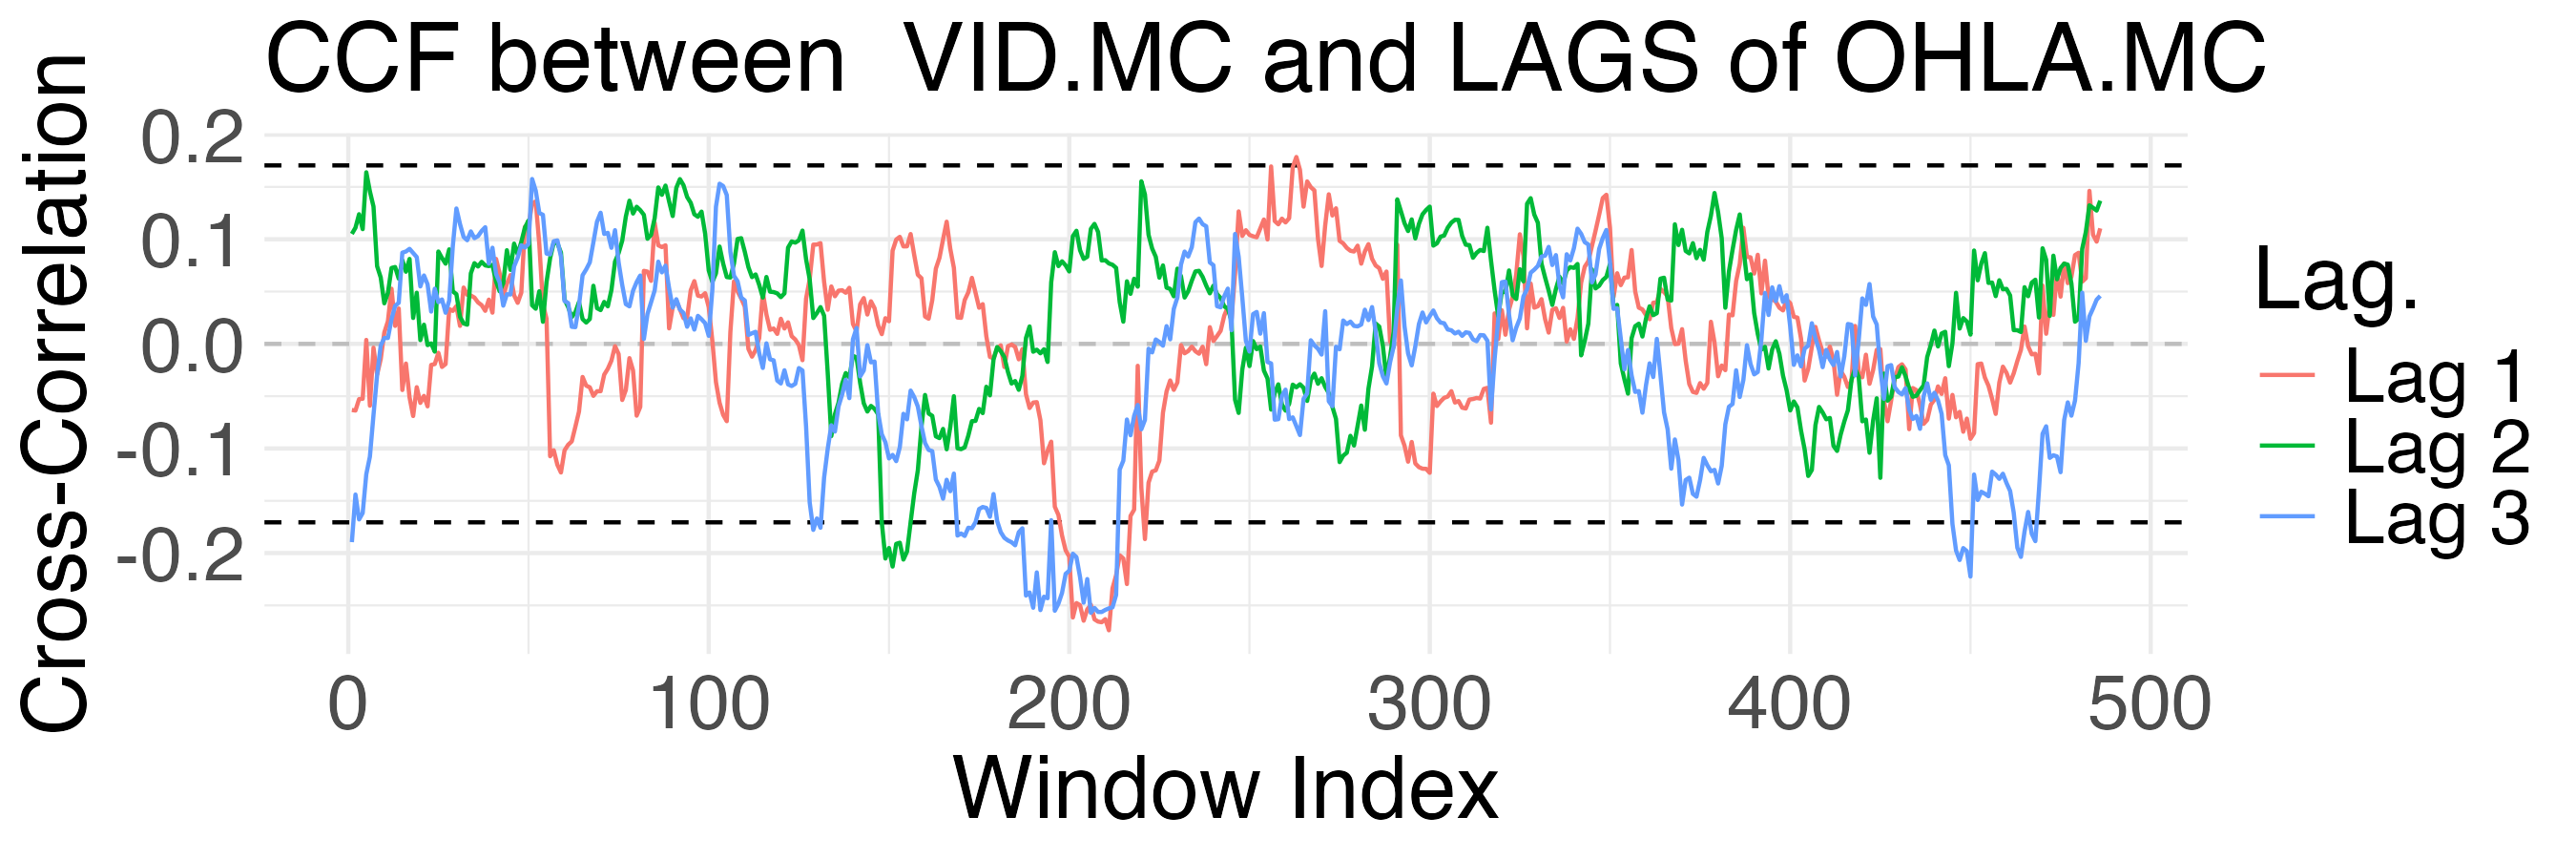 CCF between  VID.MC and LAGS of OHLA.MC
Cross-Correlation
0.2
0.1
0.0
-0.1
-0.2
0
100
200
300
400
500
Window Index
Lag.
Lag 1
Lag 2
Lag 3